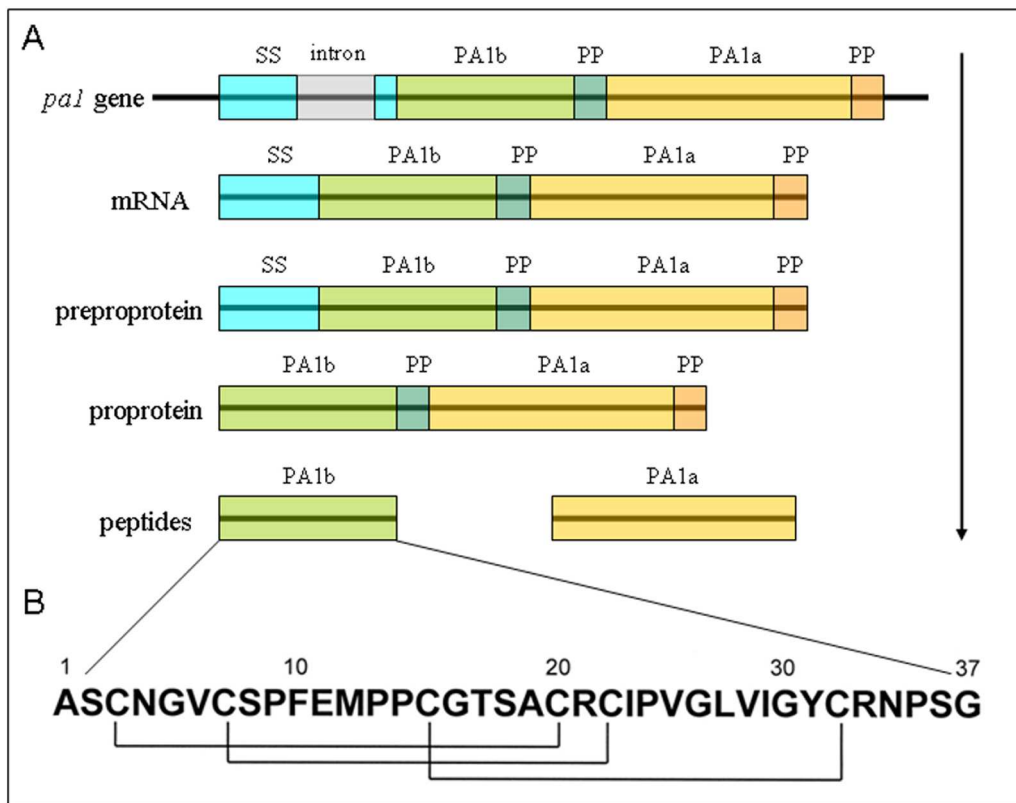 A
SS intron PA1b PP PA1a PP
pa1 gene
SS PA1b PP PA1a PP
mRNA
SS PA1b PP PA1a PP
preproprotein
PA1b PP PA1a PP
proprotein
PA1b PA1a
peptides
B
1 10 20 30 37
ASCNGVCSPFEMPPCGTSACRCIPVGLVIGYCRNPSG